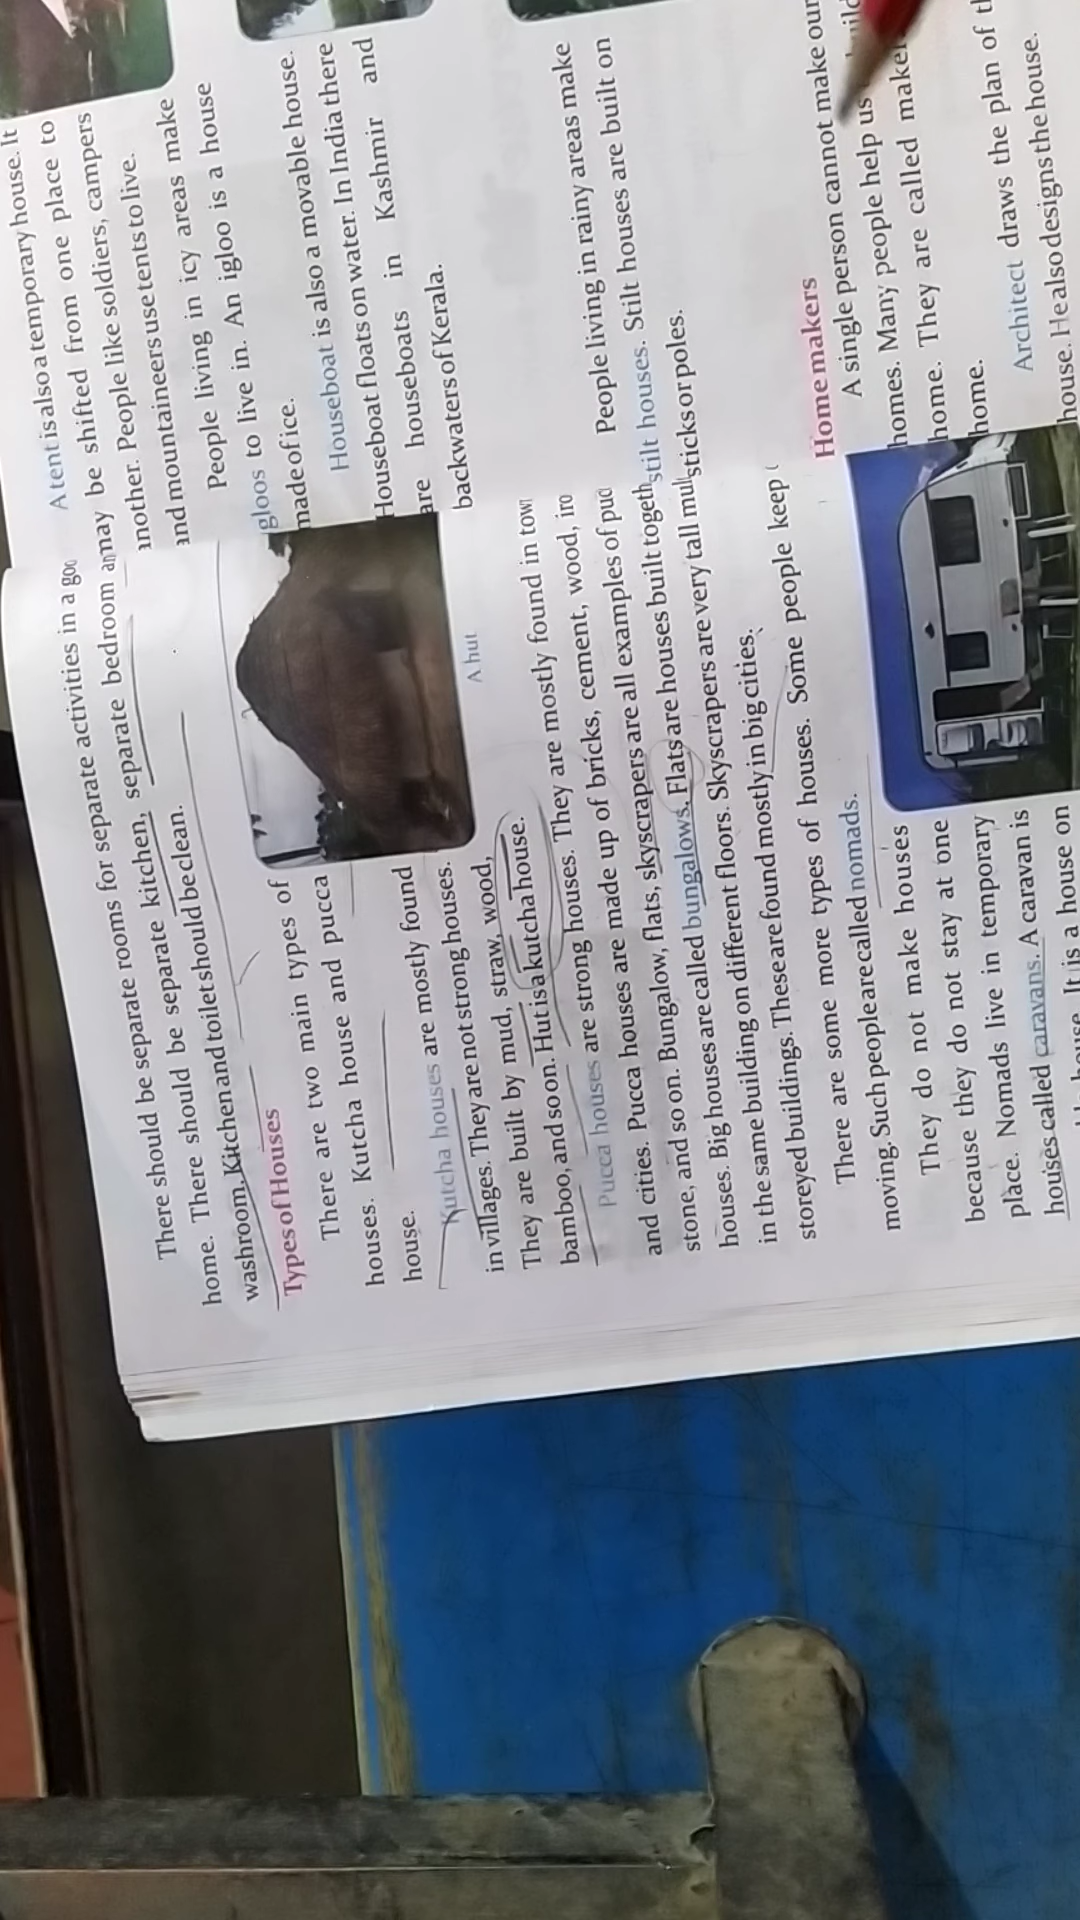 There should be separate rooms for separate activities in a
home. There should be separate kitchen, separate bedroom
washroom. Kitchen and toilet should be clean.
Types of Houses
There are two main types of
houses. Kutcha house and pucca
house.
Kutcha houses are mostly found
in villages. They are not strong houses.
They are built by mud, straw, wood,
bamboo, and so on. Hut is a kutcha house.
A hut
Pucca houses are strong houses. They are mostly found in
and cities. Pucca houses are made up of bricks, cement, wood,
stone, and so on. Bungalow, flats, skyscrapers are all examples of
houses. Big houses are called bungalows. Flats are houses built
in the same building on different floors. Skyscrapers are very tall
storeyed buildings. These are found mostly in big cities.
There are some more types of houses. Some people keep
moving. Such people are called nomads.
They do not make houses
because they do not stay at one
place. Nomads live in temporary
houses called caravans. A caravan is
house. It is a house on
A tent is also a temporary house. It
may be shifted from one place to
another. People like soldiers, campers
and mountaineers use tents to live.
People living in icy areas make
igloos to live in. An igloo is a house
made of ice.
Houseboat is also a movable house.
Houseboat floats on water. In India there
are houseboats in Kashmir and
backwaters of Kerala.
People living in rainy areas make
stilt houses. Stilt houses are built on
sticks or poles.
Home makers
A single person cannot make our
homes. Many people help us
home. They are called
home.
Architect draws the plan of
house. He also designs the house.